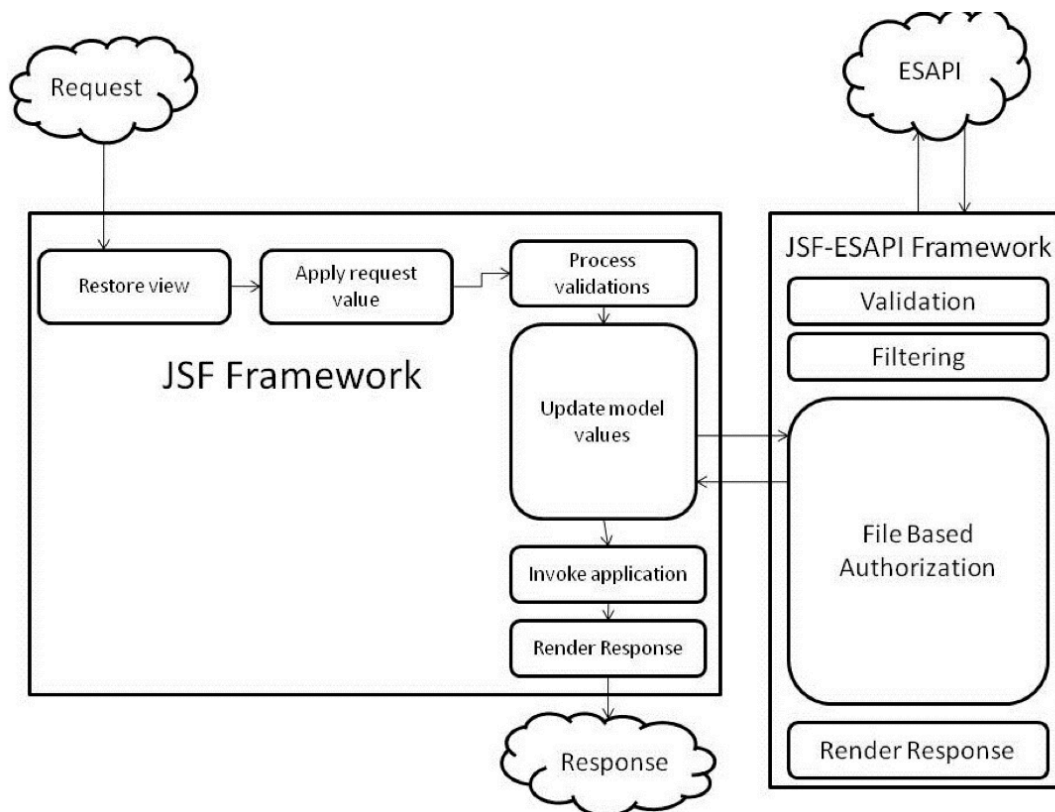 Request
ESAPI
Restore view
Apply request
value
Process
validations
JSF Framework
Update model
values
Invoke application
Render Response
Response
JSF-ESAPI Framework
Validation
Filtering
File Based
Authorization
Render Response